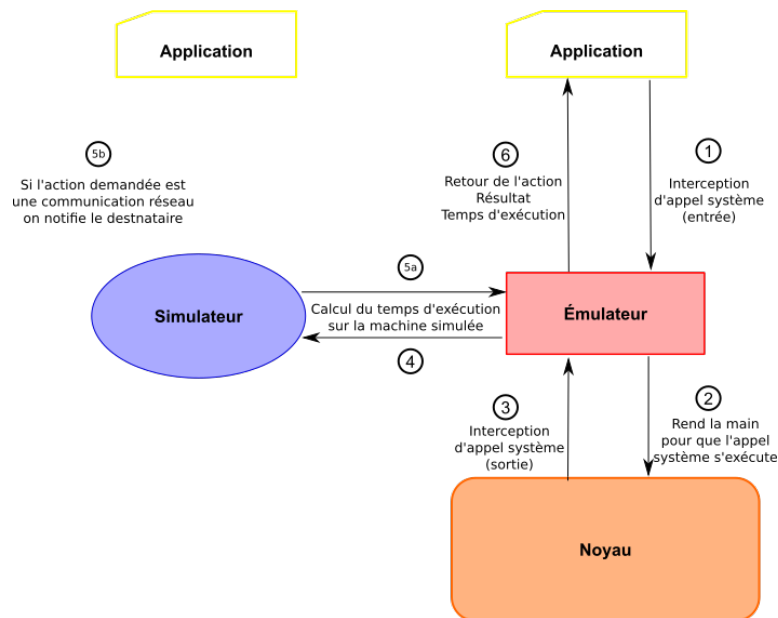 Application
Application
5b
Si l'action demandée est
une communication réseau
on notifie le destnataire
6
Retour de l'action
Résultat
Temps d'exécution
1
Interception
d'appel système
(entrée)
Simulateur
5a
Calcul du temps d'exécution
sur la machine simulée
4
Émulateur
3
Interception
d'appel système
(sortie)
2
Rend la main
pour que l'appel
système s'exécute
Noyau